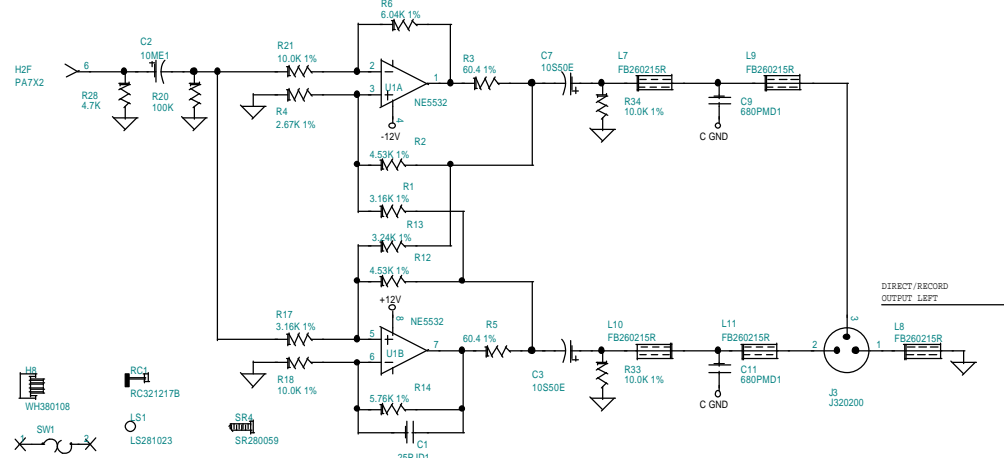 R6
6.04K 1%
C2
10ME1
H2F
PA7X2
6
R28
4.7K
R20
100K
R21
10.0K 1%
R4
2.67K 1%
2
3
1
U1A
NE5532
4
-12V
R3
60.4 1%
C7
10S50E
L7
FB260215R
L9
FB260215R
R34
10.0K 1%
C9
680PMD1
C GND
R2
4.53K 1%
R1
3.16K 1%
R13
3.24K 1%
R12
4.53K 1%
+12V
8
NE5532
R17
3.16K 1%
5
6
7
U1B
R18
10.0K 1%
R5
60.4 1%
R14
5.76K 1%
C1
C3
10S50E
L10
FB260215R
L11
FB260215R
R33
10.0K 1%
C11
680PMD1
C GND
DIRECT/RECORD
OUTPUT LEFT
3
2
1
L8
FB260215R
J3
J320200
H8
WH380108
RC1
RC321217B
LS1
LS281023
SR4
SR280059
SW1
1
2